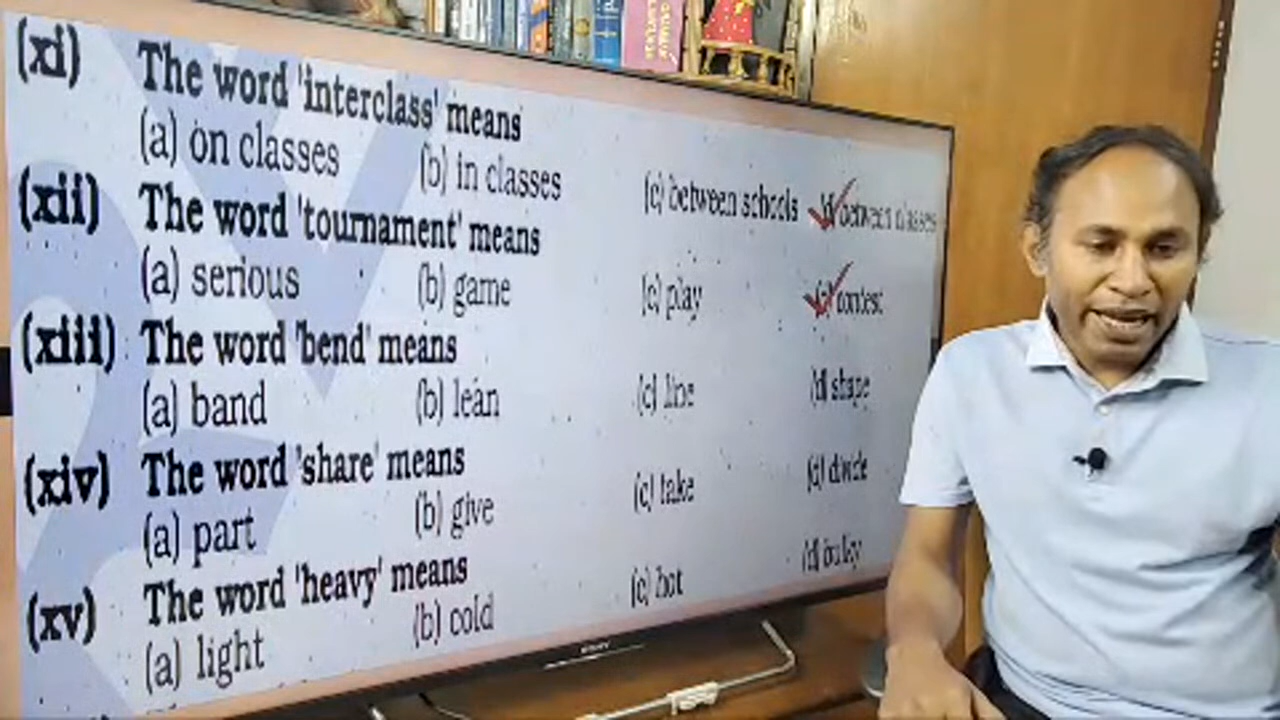 (xi) The word 'interclass' means
(a) on classes (b) in classes (c) between schools (d) between classes
(xii) The word 'tournament' means
(a) serious (b) game (c) play contest
(xiii) The word 'bend' means
(a) band (b) lean (c) line (d) shape
(xiv) The word 'share' means
(a) part (b) give (c) take (d) divide
(xv) The word 'heavy' means
(a) light (b) cold (c) hot (d) bulky
SONY